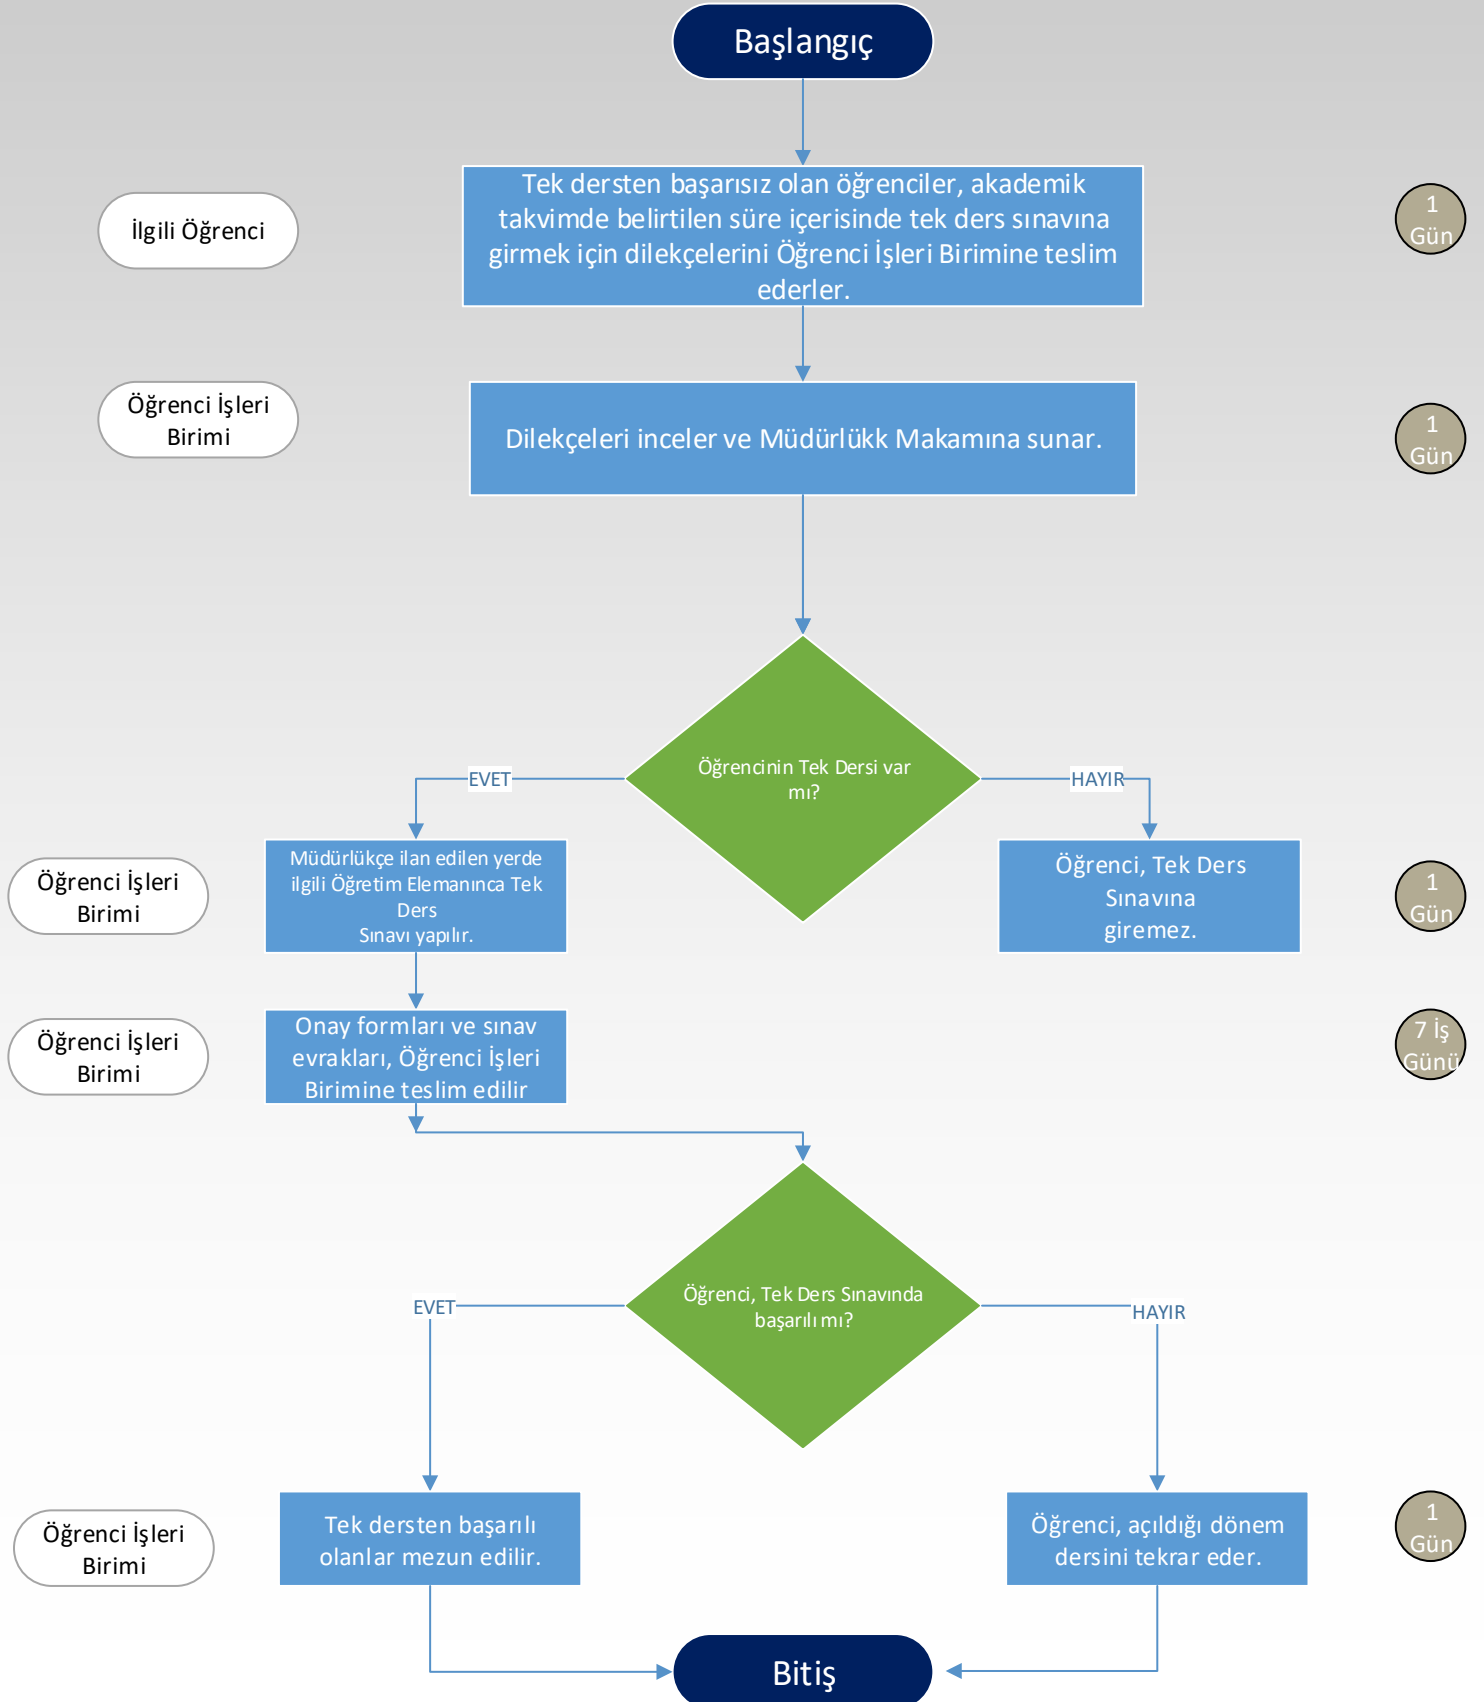 Başlangıç
İlgili Öğrenci
Tek dersten başarısız olan öğrenciler, akademik
takvimde belirtilen süre içerisinde tek ders sınavına
girmek için dilekçelerini Öğrenci İşleri Birimine teslim
ederler.
1
Gün
Öğrenci İşleri
Birimi
Dilekçeleri inceler ve Müdürlükk Makamına sunar.
1
Gün
Öğrencinin Tek Dersi var
mı?
EVET
HAYIR
Öğrenci İşleri
Birimi
Müdürlükçe ilan edilen yerde
ilgili Öğretim Elemanınca Tek
Ders
Sınavı yapılır.
Öğrenci, Tek Ders
Sınavına
giremez.
1
Gün
Öğrenci İşleri
Birimi
Onay formları ve sınav
evrakları, Öğrenci İşleri
Birimine teslim edilir
7 İş
Günü
Öğrenci, Tek Ders Sınavında
başarılı mı?
EVET
HAYIR
Öğrenci İşleri
Birimi
Tek dersten başarılı
olanlar mezun edilir.
Öğrenci, açıldığı dönem
dersini tekrar eder.
1
Gün
Bitiş